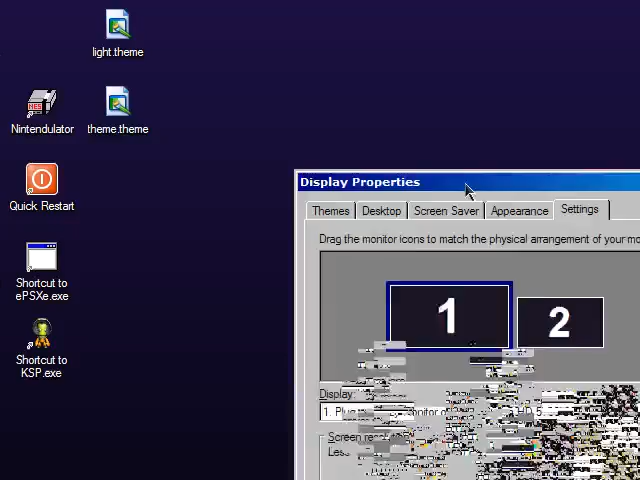 light.theme
Nintendulator
theme.theme
Quick Restart
Shortcut to
ePSXe.exe
Shortcut to
KSP.exe
Display Properties
Themes
Desktop
Screen Saver
Appearance
Settings
Drag the monitor icons to match the physical arrangement of your
1
2
Display:
1.
Screen
Less